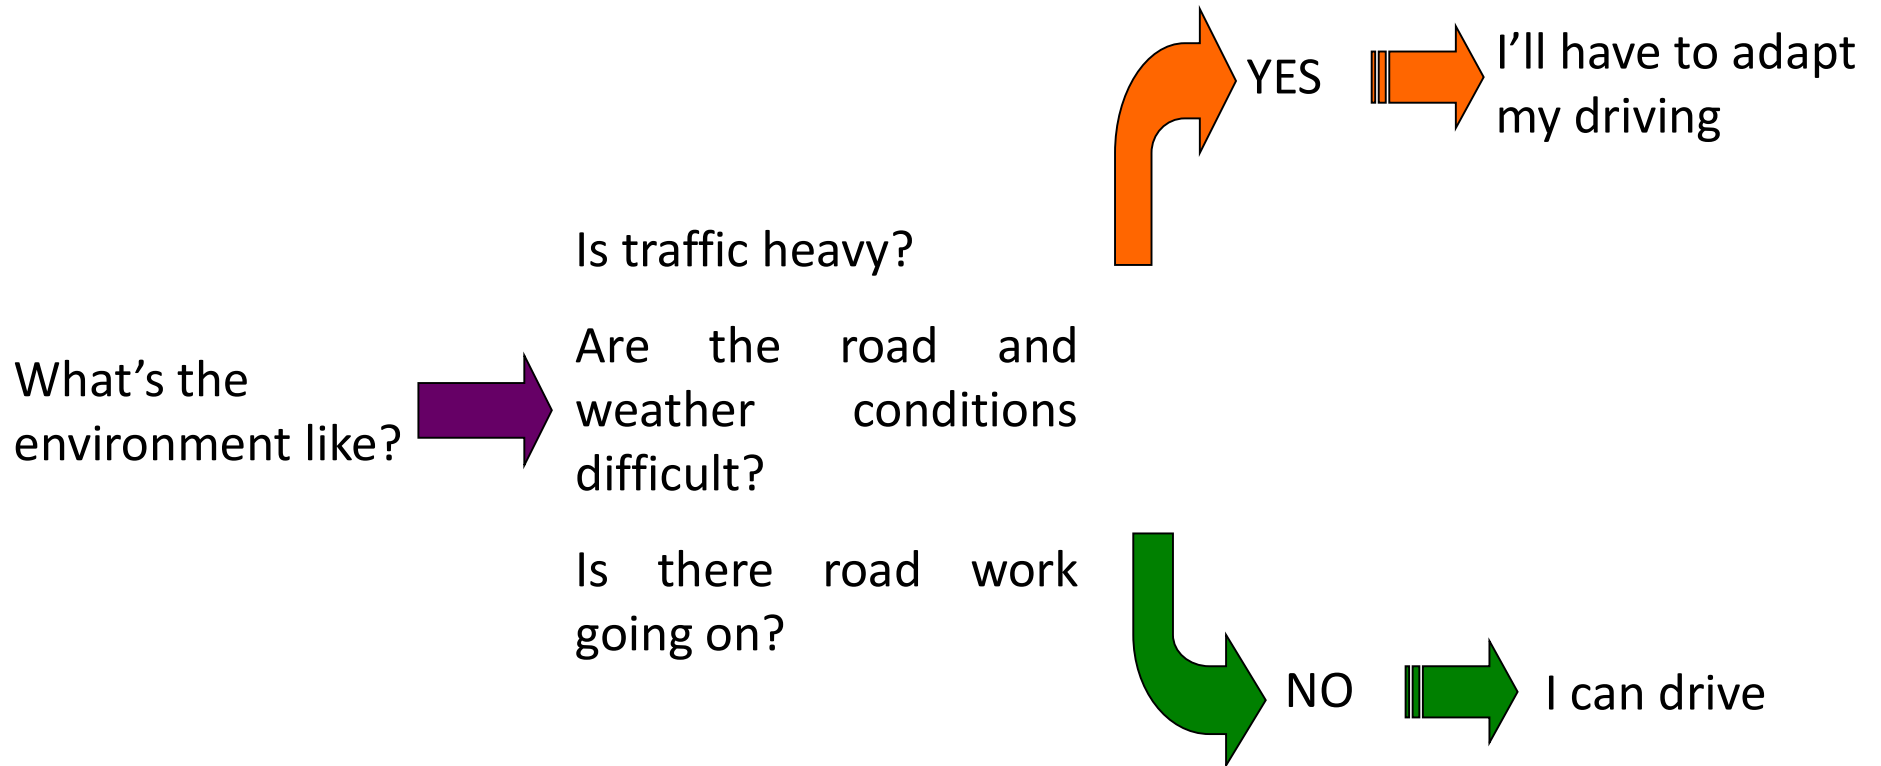 What’s the
environment like?
Is traffic heavy?
Are the road and
weather conditions
difficult?
Is there road work
going on?
YES
I’ll have to adapt
my driving
NO
I can drive